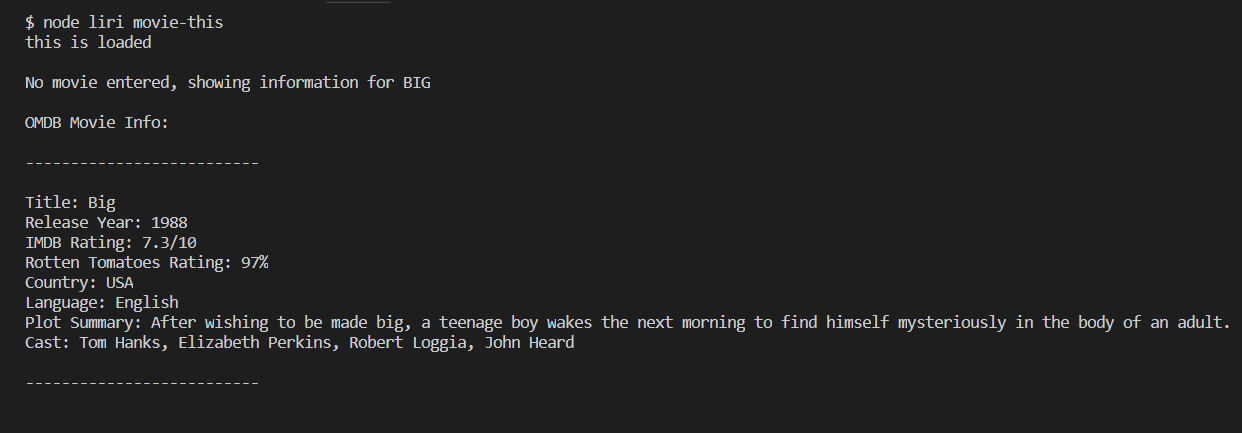 $ node liri movie-this
this is loaded
No movie entered, showing information for BIG
OMDB Movie Info:
--------------------------
Title: Big
Release Year: 1988
IMDB Rating: 7.3/10
Rotten Tomatoes Rating: 97%
Country: USA
Language: English
Plot Summary: After wishing to be made big, a teenage boy wakes the next morning to find himself mysteriously in the body of an adult.
Cast: Tom Hanks, Elizabeth Perkins, Robert Loggia, John Heard
--------------------------